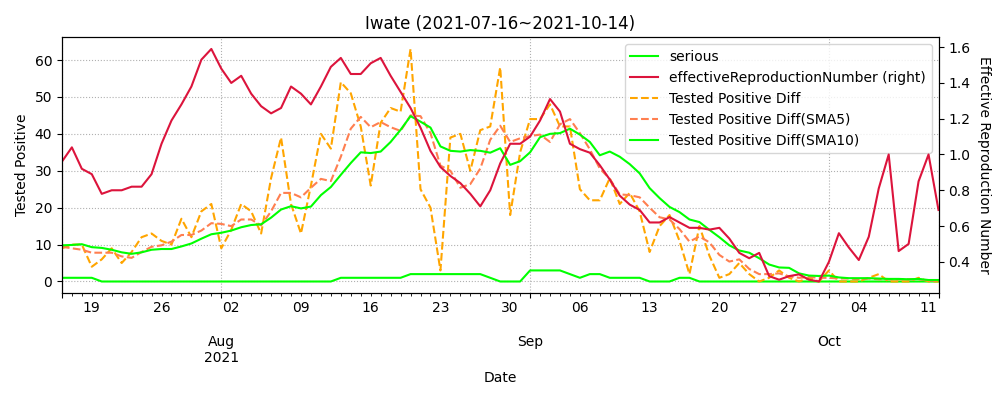 Iwate (2021-07-16~2021-10-14)
serious
effectiveReproductionNumber (right)
Tested Positive Diff
Tested Positive Diff(SMA5)
Tested Positive Diff(SMA10)
Tested Positive
60
50
40
30
20
10
0
Effective Reproduction Number
1.6
1.4
1.2
1.0
0.8
0.6
0.4
19 26 02 09 16 23 30 06 13 20 27 04 11
Aug Sep Oct
2021
Date